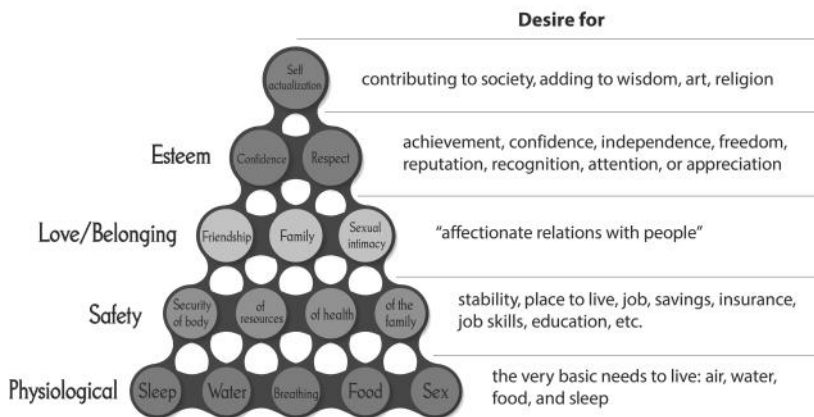 Desire for
Self
actualization
contributing to society, adding to wisdom, art, religion
Esteem
Confidence
Respect
achievement, confidence, independence, freedom,
reputation, recognition, attention, or appreciation
Love/Belonging
Friendship
Family
Sexual
intimacy
“affectionate relations with people”
Safety
Security
of body
of
resources
of health
of the
family
stability, place to live, job, savings, insurance,
job skills, education, etc.
Physiological
Sleep
Water
Breathing
Food
Sex
the very basic needs to live: air, water,
food, and sleep